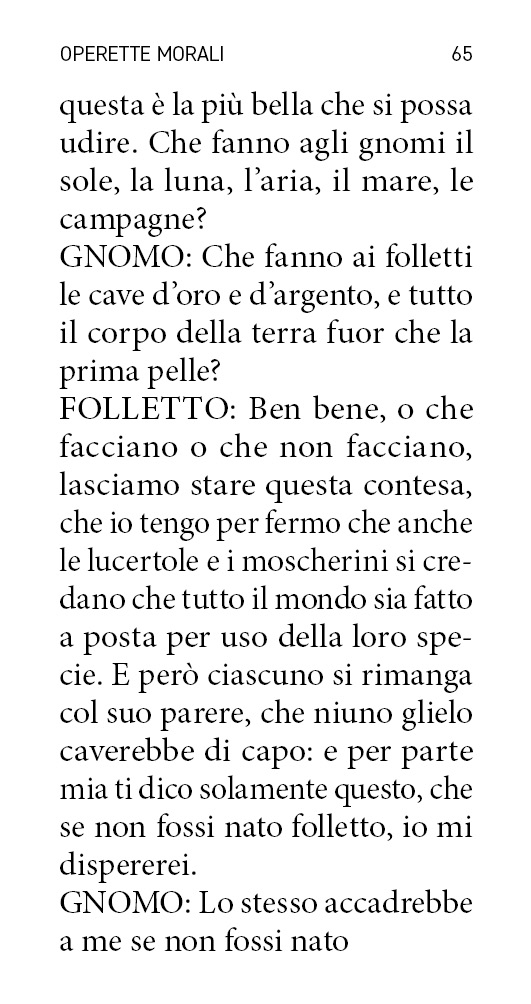 OPERETTE MORALI 65
questa è la più bella che si possa
udire. Che fanno agli gnomi il
sole, la luna, l’aria, il mare, le
campagne?
GNOMO: Che fanno ai folletti
le cave d’oro e d’argento, e tutto
il corpo della terra fuor che la
prima pelle?
FOLLETTO: Ben bene, o che
facciano o che non facciano,
lasciamo stare questa contesa,
che io tengo per fermo che anche
le lucertole e i moscherini si cre-
dano che tutto il mondo sia fatto
a posta per uso della loro spe-
cie. E però ciascuno si rimanga
col suo parere, che niuno glielo
caverebbe di capo: e per parte
mia ti dico solamente questo, che
se non fossi nato folletto, io mi
dispererei.
GNOMO: Lo stesso accadrebbe
a me se non fossi nato